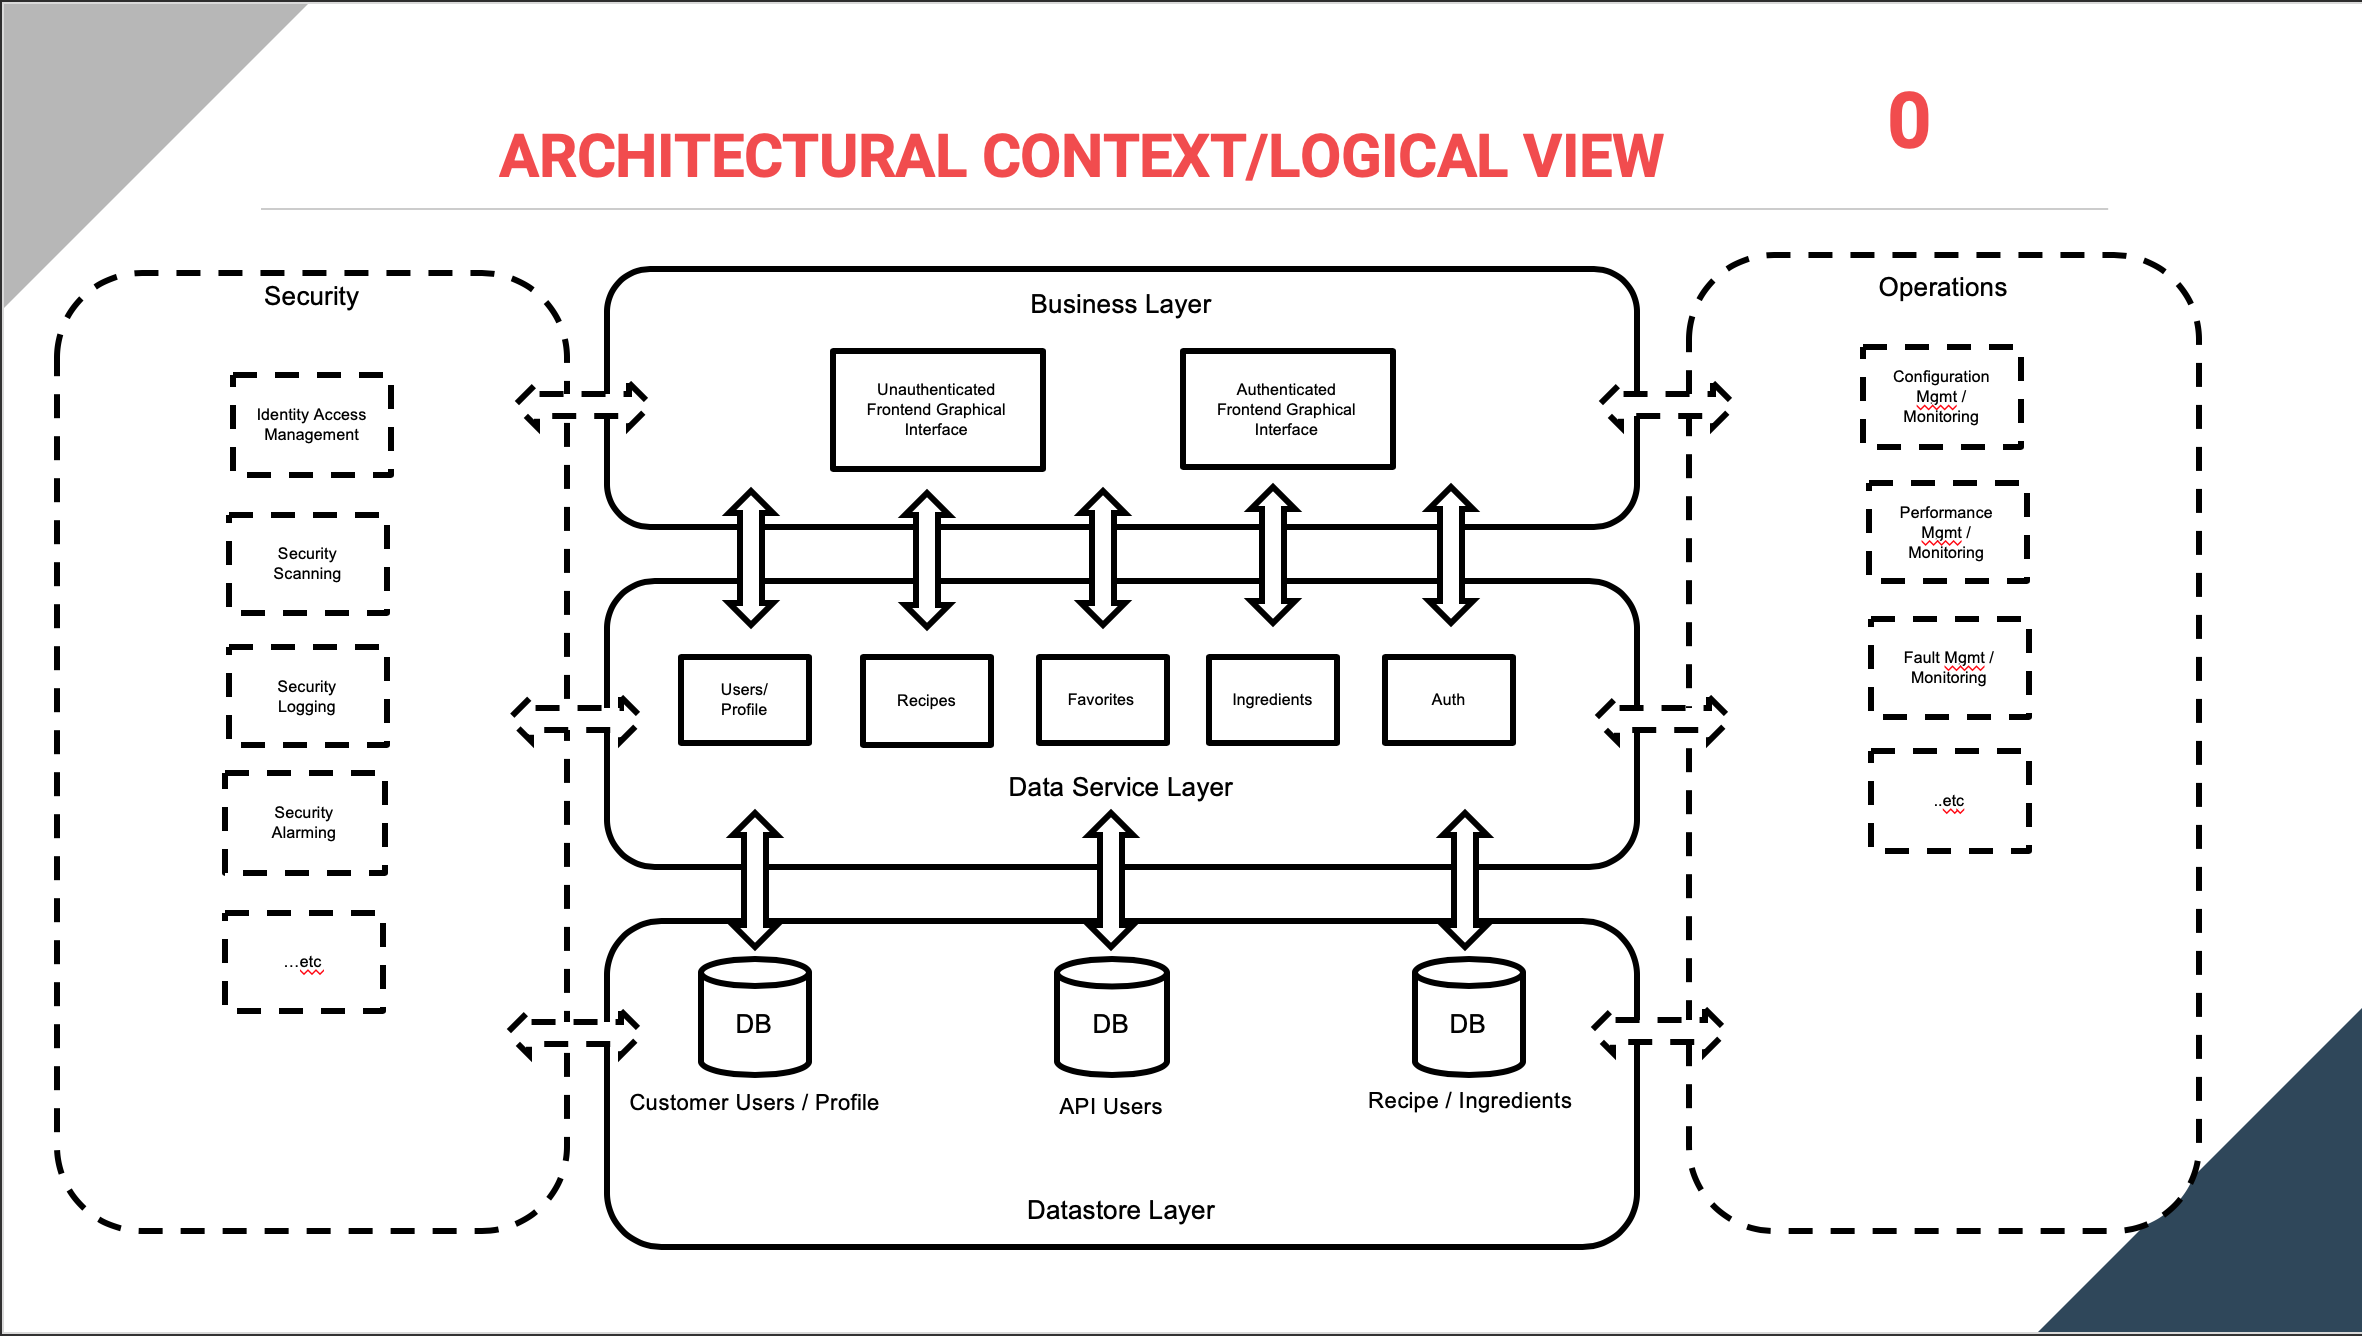 ARCHITECTURAL CONTEXT/LOGICAL VIEW
0
Security
Identity Access
Management
Security
Scanning
Security
Logging
Security
Alarming
...etc
Business Layer
Unauthenticated
Frontend Graphical
Interface
Authenticated
Frontend Graphical
Interface
Users/
Profile
Recipes
Favorites
Ingredients
Auth
Data Service Layer
DB
DB
DB
Customer Users / Profile
API Users
Recipe / Ingredients
Datastore Layer
Operations
Configuration
Mgmt /
Monitoring
Performance
Mgmt /
Monitoring
Fault Mgmt /
Monitoring
..etc